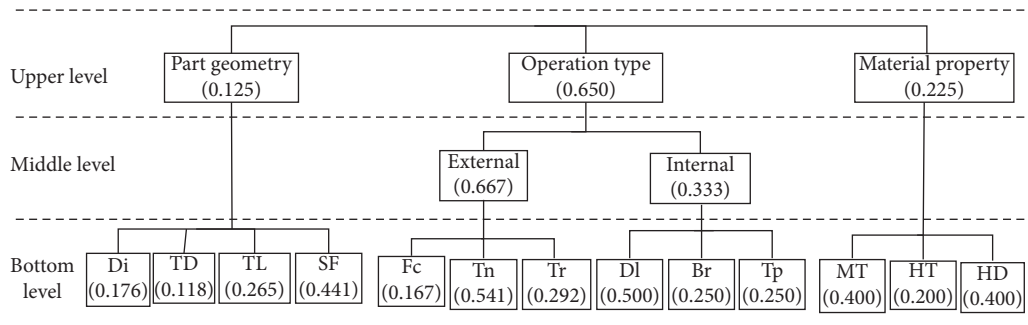 Upper level
Part geometry
(0.125)
Operation type
(0.650)
Material property
(0.225)
Middle level
External
(0.667)
Internal
(0.333)
Bottom
level
Di
(0.176)
TD
(0.118)
TL
(0.265)
SF
(0.441)
Fc
(0.167)
Tn
(0.541)
Tr
(0.292)
Dl
(0.500)
Br
(0.250)
Tp
(0.250)
MT
(0.400)
HT
(0.200)
HD
(0.400)